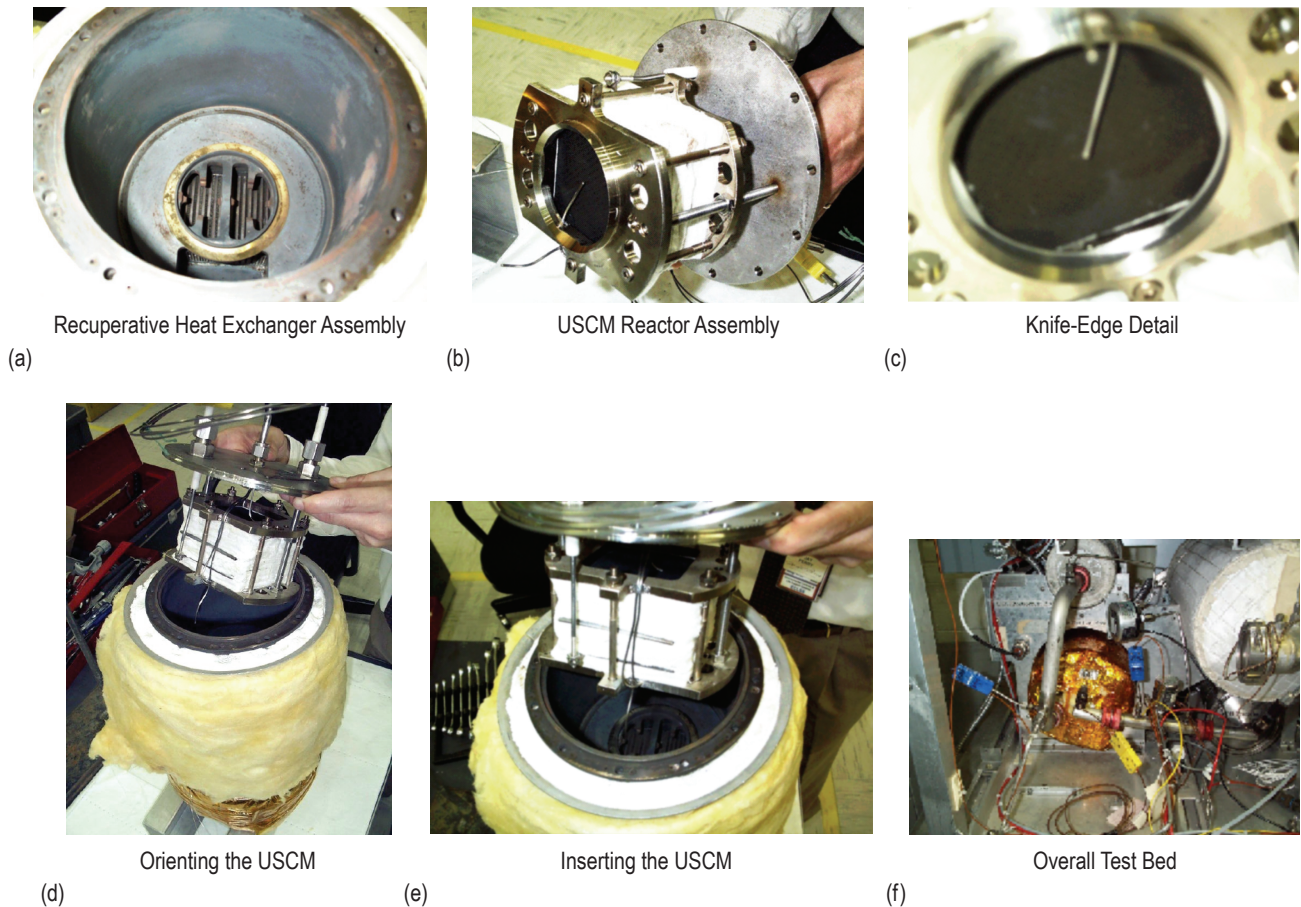 Recuperative Heat Exchanger Assembly
(a)
USCM Reactor Assembly
(b)
Knife-Edge Detail
(c)
Orienting the USCM
(d)
Inserting the USCM
(e)
Overall Test Bed
(f)